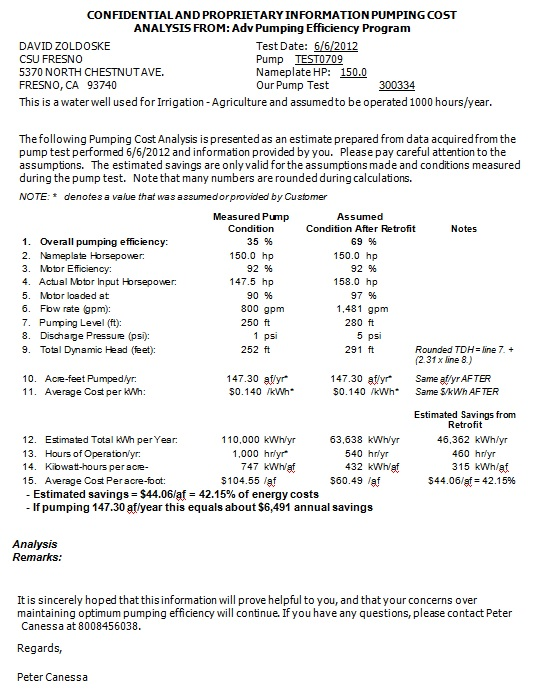 CONFIDENTIAL AND PROPRIETARY INFORMATION PUMPING COST
ANALYSIS FROM: Adv Pumping Efficiency Program
DAVID ZOLDOSKE Test Date: 6/6/2012
CSU FRESNO Pump TEST0709
5370 NORTH CHESTNUT AVE. Nameplate HP: 150.0
FRESNO, CA 93740 Our Pump Test 300334
This is a water well used for Irrigation - Agriculture and assumed to be operated 1000 hours/year.
The following Pumping Cost Analysis is presented as an estimate prepared from data acquired from the
pump test performed 6/6/2012 and information provided by you. Please pay careful attention to the
assumptions. The estimated savings are only valid for the assumptions made and conditions measured
during the pump test. Note that many numbers are rounded during calculations.
NOTE: * denotes a value that was assumed or provided by Customer
Measured Pump Assumed
Condition Condition After Retrofit Notes
1. Overall pumping efficiency: 35 % 69 %
2. Nameplate Horsepower: 150.0 hp 150.0 hp
3. Motor Efficiency: 92 % 92 %
4. Actual Motor Input Horsepower: 147.5 hp 158.0 hp
5. Motor loaded at: 90 % 97 %
6. Flow rate (gpm): 800 gpm 1,481 gpm
7. Pumping Level (ft): 250 ft 280 ft
8. Discharge Pressure (psi): 1 psi 5 psi
9. Total Dynamic Head (feet): 252 ft 291 ft Rounded TDH = line 7. +
(2.31 x line 8.)
10. Acre-feet Pumped/yr: 147.30 af/yr* 147.30 af/yr* Same af/yr AFTER
11. Average Cost per kWh: $0.140 /kWh* $0.140 /kWh* Same $/kWh AFTER
Estimated Savings from
Retrofit
12. Estimated Total kWh per Year: 110,000 kWh/yr 63,638 kWh/yr 46,362 kWh/yr
13. Hours of Operation/yr: 1,000 hr/yr* 540 hr/yr 460 hr/yr
14. Kilowatt-hours per acre- 747 kWh/af 432 kWh/af 315 kWh/af
15. Average Cost Per acre-foot: $104.55 /af $60.49 /af $44.06/af = 42.15%
- Estimated savings = $44.06/af = 42.15% of energy costs
- If pumping 147.30 af/year this equals about $6,491 annual savings
Analysis
Remarks:
It is sincerely hoped that this information will prove helpful to you, and that your concerns over
maintaining optimum pumping efficiency will continue. If you have any questions, please contact Peter
Canessa at 8008456038.
Regards,
Peter Canessa